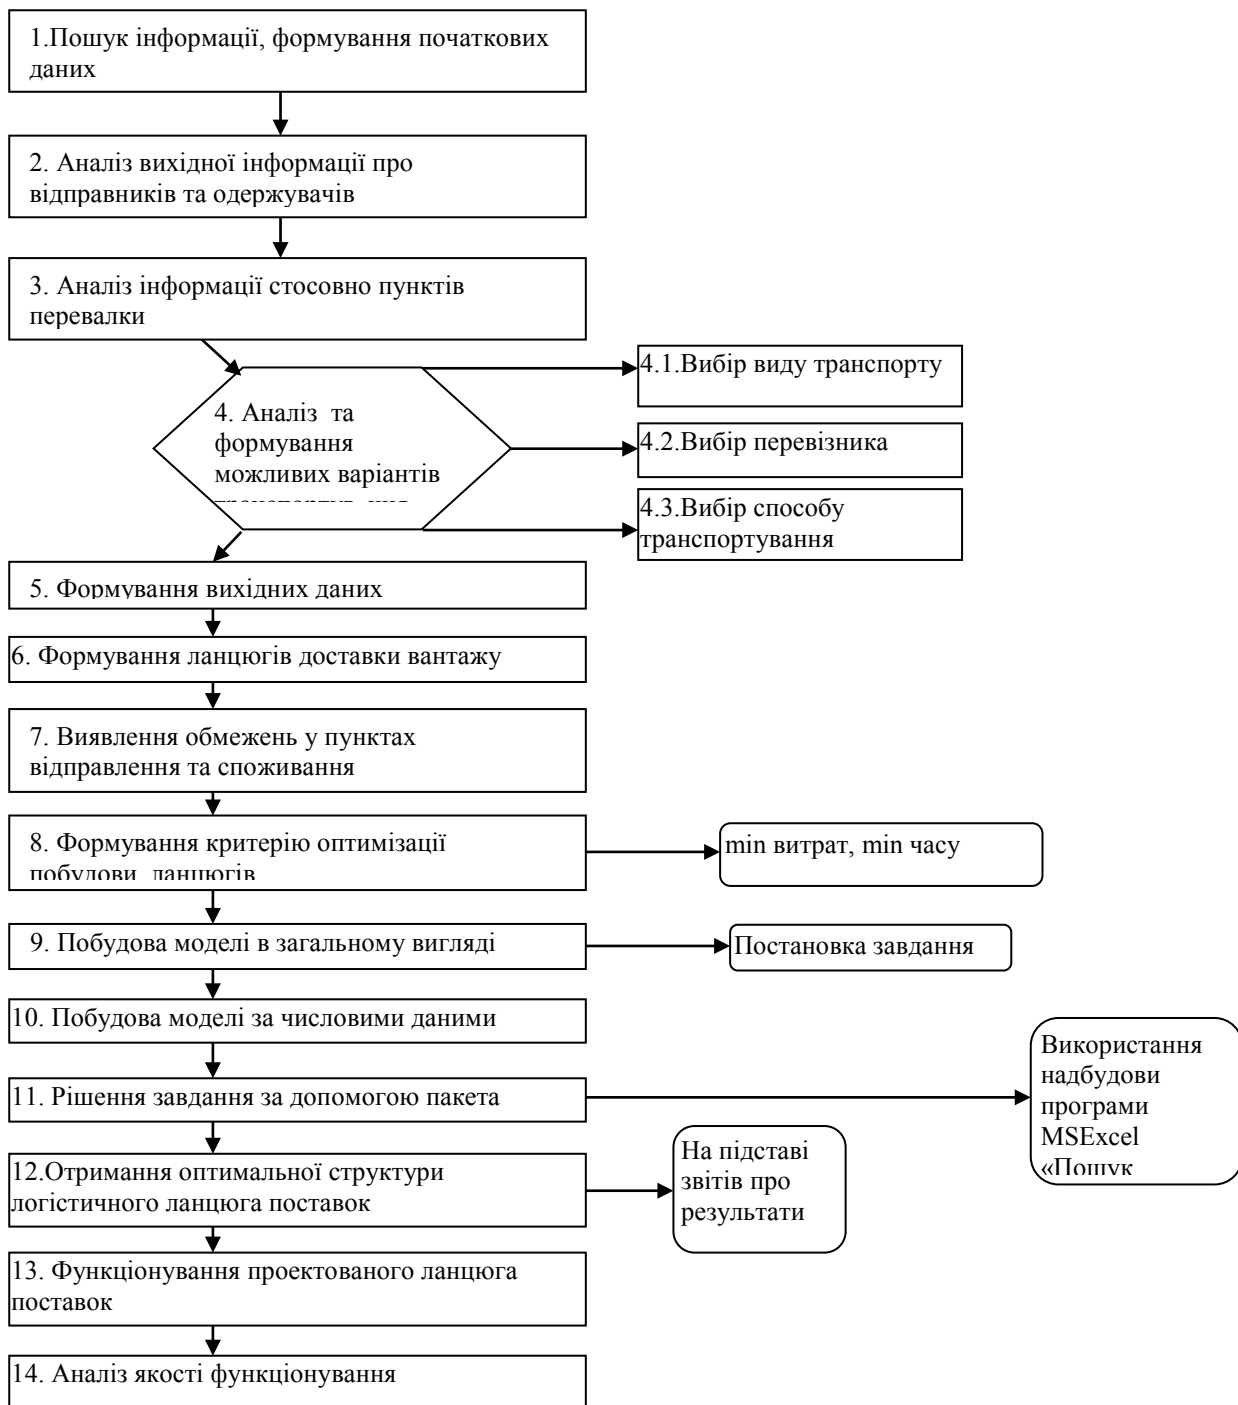 1.Пошук інформації, формування початкових
даних
2. Аналіз вихідної інформації про
відправників та одержувачів
3. Аналіз інформації стосовно пунктів
перевалки
4. Аналіз та
формування
можливих варіантів
4.1.Вибір виду транспорту
4.2.Вибір перевізника
4.3.Вибір способу
транспортування
5. Формування вихідних даних
6. Формування ланцюгів доставки вантажу
7. Виявлення обмежень у пунктах
відправлення та споживання
8. Формування критерію оптимізації
побудови ланцюгів
min витрат, min часу
9. Побудова моделі в загальному вигляді
Постановка завдання
10. Побудова моделі за числовими даними
11. Рішення завдання за допомогою пакета
Використання
надбудови
програми
MSExcel
«Пошук
12.Отримання оптимальної структури
логістичного ланцюга поставок
На підставі
звітів про
результати
13. Функціонування проектованого ланцюга
поставок
14. Аналіз якості функціонування